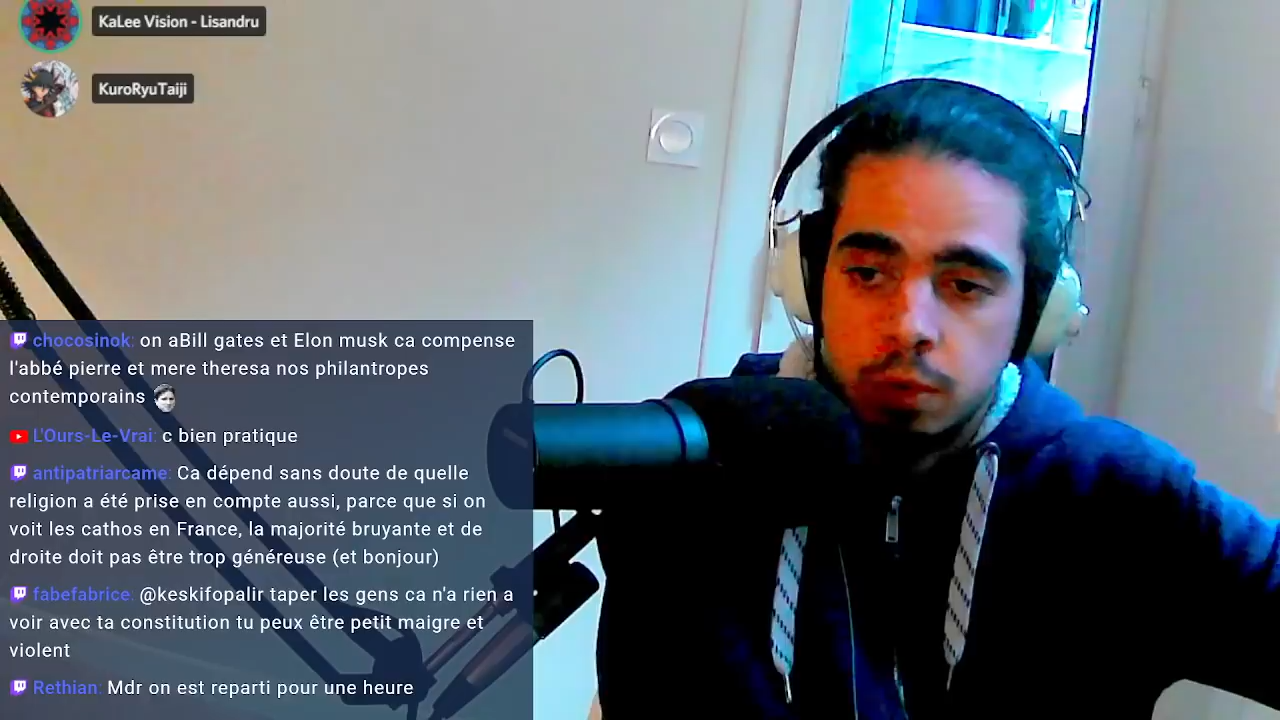 KaLee Vision - Lisandru
KuroRyuTaiji
chocosinok: on aBill gates et Elon musk ca compense
l'abbé pierre et mere theresa nos philantropes
contemporains
L'Ours-Le-Vrai: c bien pratique
antipatriarcame: Ca dépend sans doute de quelle
religion a été prise en compte aussi, parce que si on
voit les cathos en France, la majorité bruyante et de
droite doit pas être trop généreuse (et bonjour)
fabefabrice: @keskifopalir taper les gens ca n'a rien a
voir avec ta constitution tu peux être petit maigre et
violent
Rethian: Mdr on est reparti pour une heure